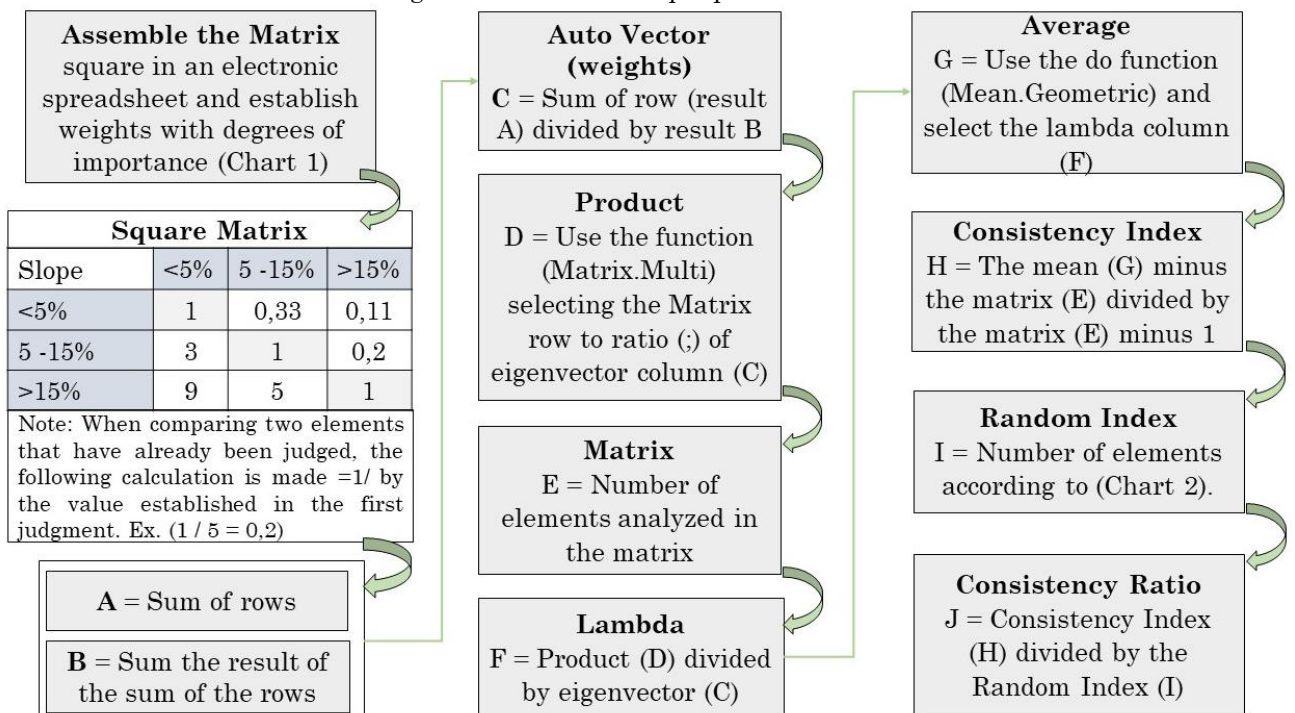 Assemble the Matrix
square in an electronic
spreadsheet and establish
weights with degrees of
importance (Chart 1)
Square Matrix
Slope <5% 5 -15% >15%
<5% 1 0,33 0,11
5 -15% 3 1 0,2
>15% 9 5 1
Note: When comparing two elements
that have already been judged, the
following calculation is made =1/ by
the value established in the first
judgment. Ex. (1 / 5 = 0,2)
A = Sum of rows
B = Sum the result of
the sum of the rows
Auto Vector
(weights)
C = Sum of row (result
A) divided by result B
Product
D = Use the function
(Matrix.Multi)
selecting the Matrix
row to ratio (;) of
eigenvector column (C)
Matrix
E = Number of
elements analyzed in
the matrix
Lambda
F = Product (D) divided
by eigenvector (C)
Average
G = Use the do function
(Mean.Geometric) and
select the lambda column
(F)
Consistency Index
H = The mean (G) minus
the matrix (E) divided by
the matrix (E) minus 1
Random Index
I = Number of elements
according to (Chart 2).
Consistency Ratio
J = Consistency Index
(H) divided by the
Random Index (I)